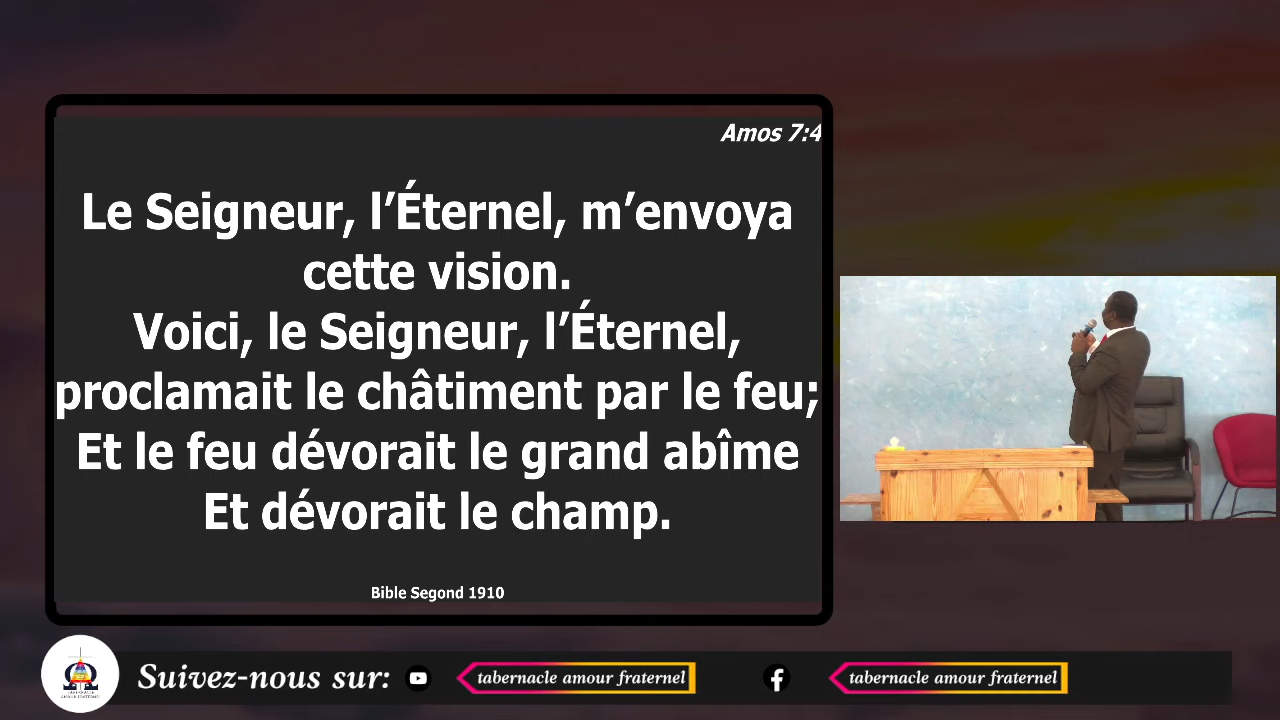 Amos 7:4
Le Seigneur, l’Éternel, m’envoya
cette vision.
Voici, le Seigneur, l’Éternel,
proclamait le châtiment par le feu;
Et le feu dévorait le grand abîme
Et dévorait le champ.
Bible Segond 1910
Suivez-nous sur:
tabernacle amour fraternel
tabernacle amour fraternel